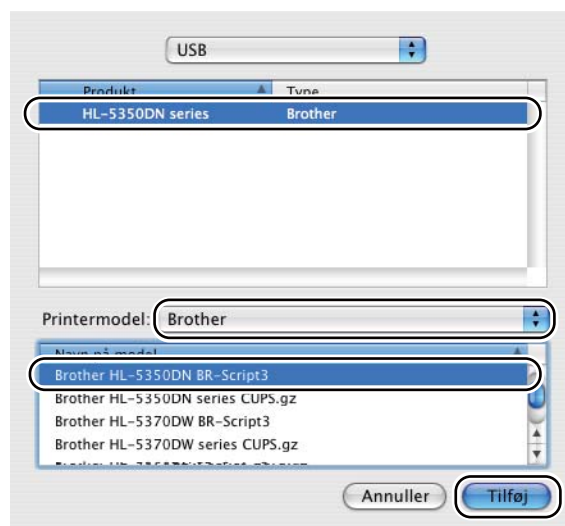 USB
Produkt Type
HL-5350DN series Brother
Printermodel: Brother
Navn på model
Brother HL-5350DN BR-Script3
Brother HL-5350DN series CUPS.gz
Brother HL-5370DW BR-Script3
Brother HL-5370DW series CUPS.gz
Annuller Tilføj